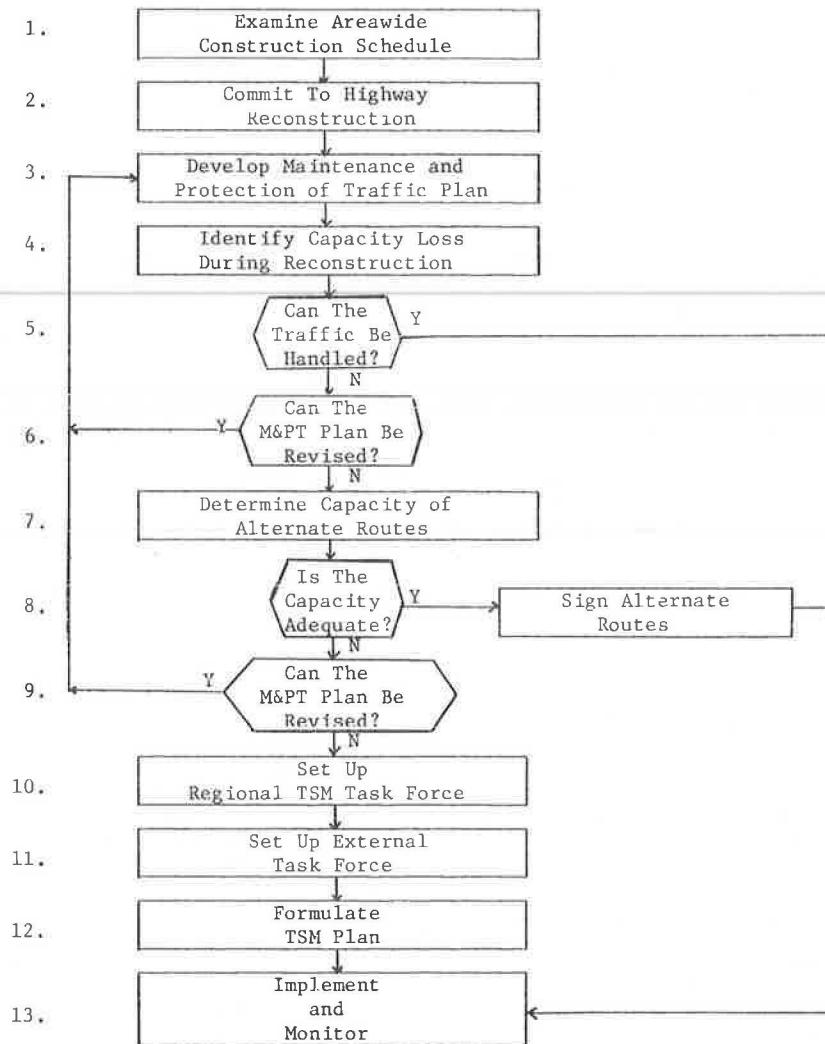 1.
Examine Areawide
Construction Schedule
2.
Commit To Highway
Reconstruction
3.
Develop Maintenance and
Protection of Traffic Plan
4.
Identify Capacity Loss
During Reconstruction
5.
Can The
Traffic Be
Handled?
Y
N
6.
Can The
M&PT Plan Be
Revised?
Y
N
7.
Determine Capacity of
Alternate Routes
8.
Is The
Capacity
Adequate?
Y
Sign Alternate
Routes
N
9.
Can The
M&PT Plan Be
Revised?
Y
N
10.
Set Up
Regional TSM Task Force
11.
Set Up External
Task Force
12.
Formulate
TSM Plan
13.
Implement
and
Monitor